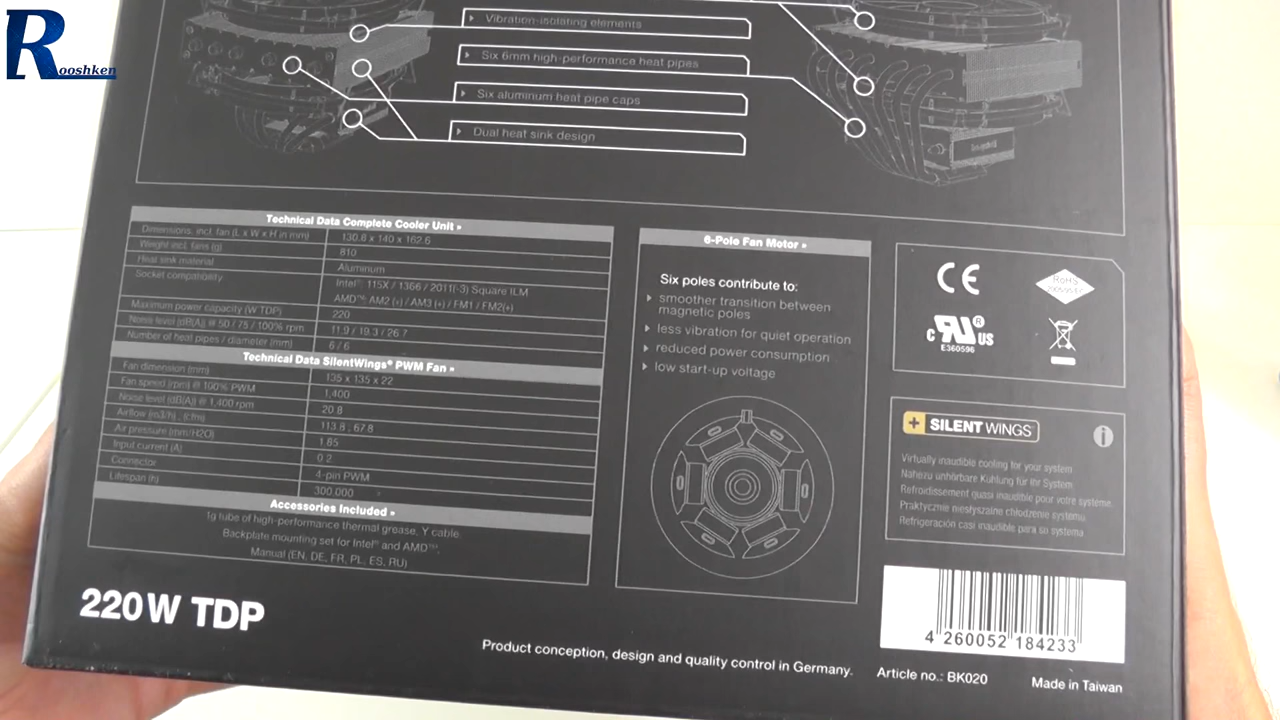 Rooshken
Vibration-isolating elements
Six 6mm high-performance heat pipes
Six aluminum heat pipe caps
Dual heat sink design
Technical Data Complete Cooler Unit »
Dimensions, incl. fan (L x W x H in mm) 130.8 x 140 x 162.6
Weight excl. fans (g) 810
Heat sink material Aluminum
Socket compatibility Intel® 115X / 1366 / 2011(-3) Square ILM
AMD™: AM2 (+) / AM3 (+) / FM1 / FM2(+)
Maximum power capacity (W TDP) 220
Noise level (dB(A)) @ 50 / 75 / 100% rpm 11.9 / 19.3 / 26.7
Number of heat pipes / diameter (mm) 6 / 6
Technical Data SilentWings® PWM Fan »
Fan dimension (mm) 135 x 135 x 22
Fan speed (rpm) @ 100% PWM 1,400
Noise level (dB(A)) @ 1,400 rpm 20.8
Airflow (m3/h) ; (cfm) 113.8 ; 67.8
Air pressure (mm/H2O) 1.85
Input current (A) 0.2
Connector 4-pin PWM
Lifespan (h) 300.000
Accessories Included »
1g tube of high-performance thermal grease, Y cable
Backplate mounting set for Intel® and AMD™,
Manual (EN, DE, FR, PL, ES, RU)
6-Pole Fan Motor »
Six poles contribute to:
smoother transition between
magnetic poles
less vibration for quiet operation
reduced power consumption
low start-up voltage
CE
RoHS
c RU ® US
E360596
SILENT WINGS®
Virtually inaudible cooling for your system
Nahezu unhörbare Kühlung für Ihr System
Refroidissement quasi inaudible pour votre système
Praktycznie niesłyszalne chłodzenie systemu
Refrigeración casi inaudible para su sistema
220W TDP
4 260052 184233
Product conception, design and quality control in Germany.
Article no.: BK020
Made in Taiwan